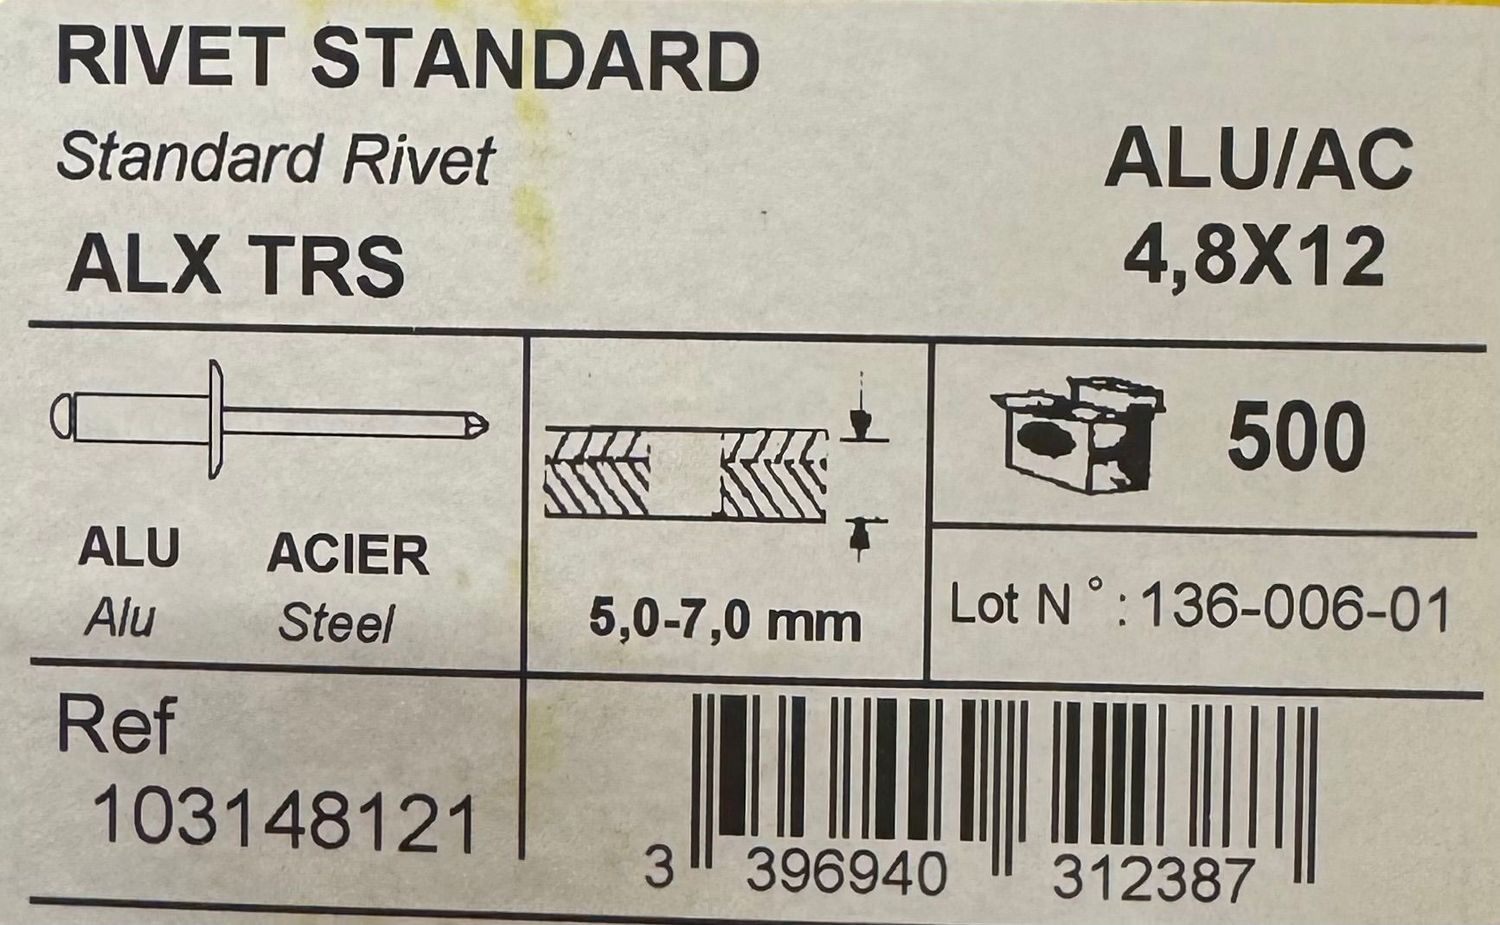 RIVET STANDARD
Standard Rivet
ALX TRS
ALU/AC
4,8X12
ALU ACIER
Alu Steel
5,0-7,0 mm
500
Lot N° : 136-006-01
Ref
103148121
3 396940 312387